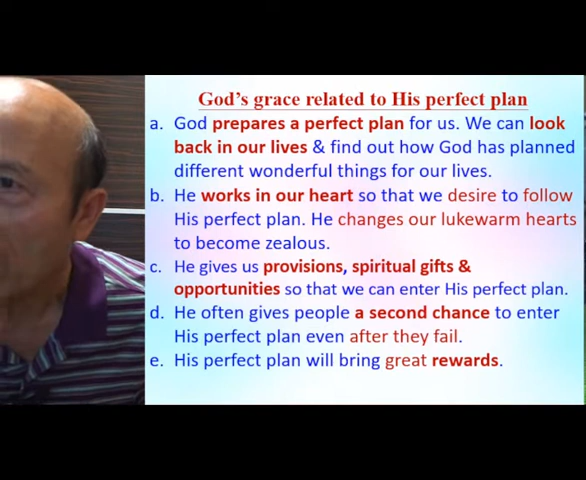 God's grace related to His perfect plan
a. God prepares a perfect plan for us. We can look
back in our lives & find out how God has planned
different wonderful things for our lives.
b. He works in our heart so that we desire to follow
His perfect plan. He changes our lukewarm hearts
to become zealous.
c. He gives us provisions, spiritual gifts &
opportunities so that we can enter His perfect plan.
d. He often gives people a second chance to enter
His perfect plan even after they fail.
e. His perfect plan will bring great rewards.